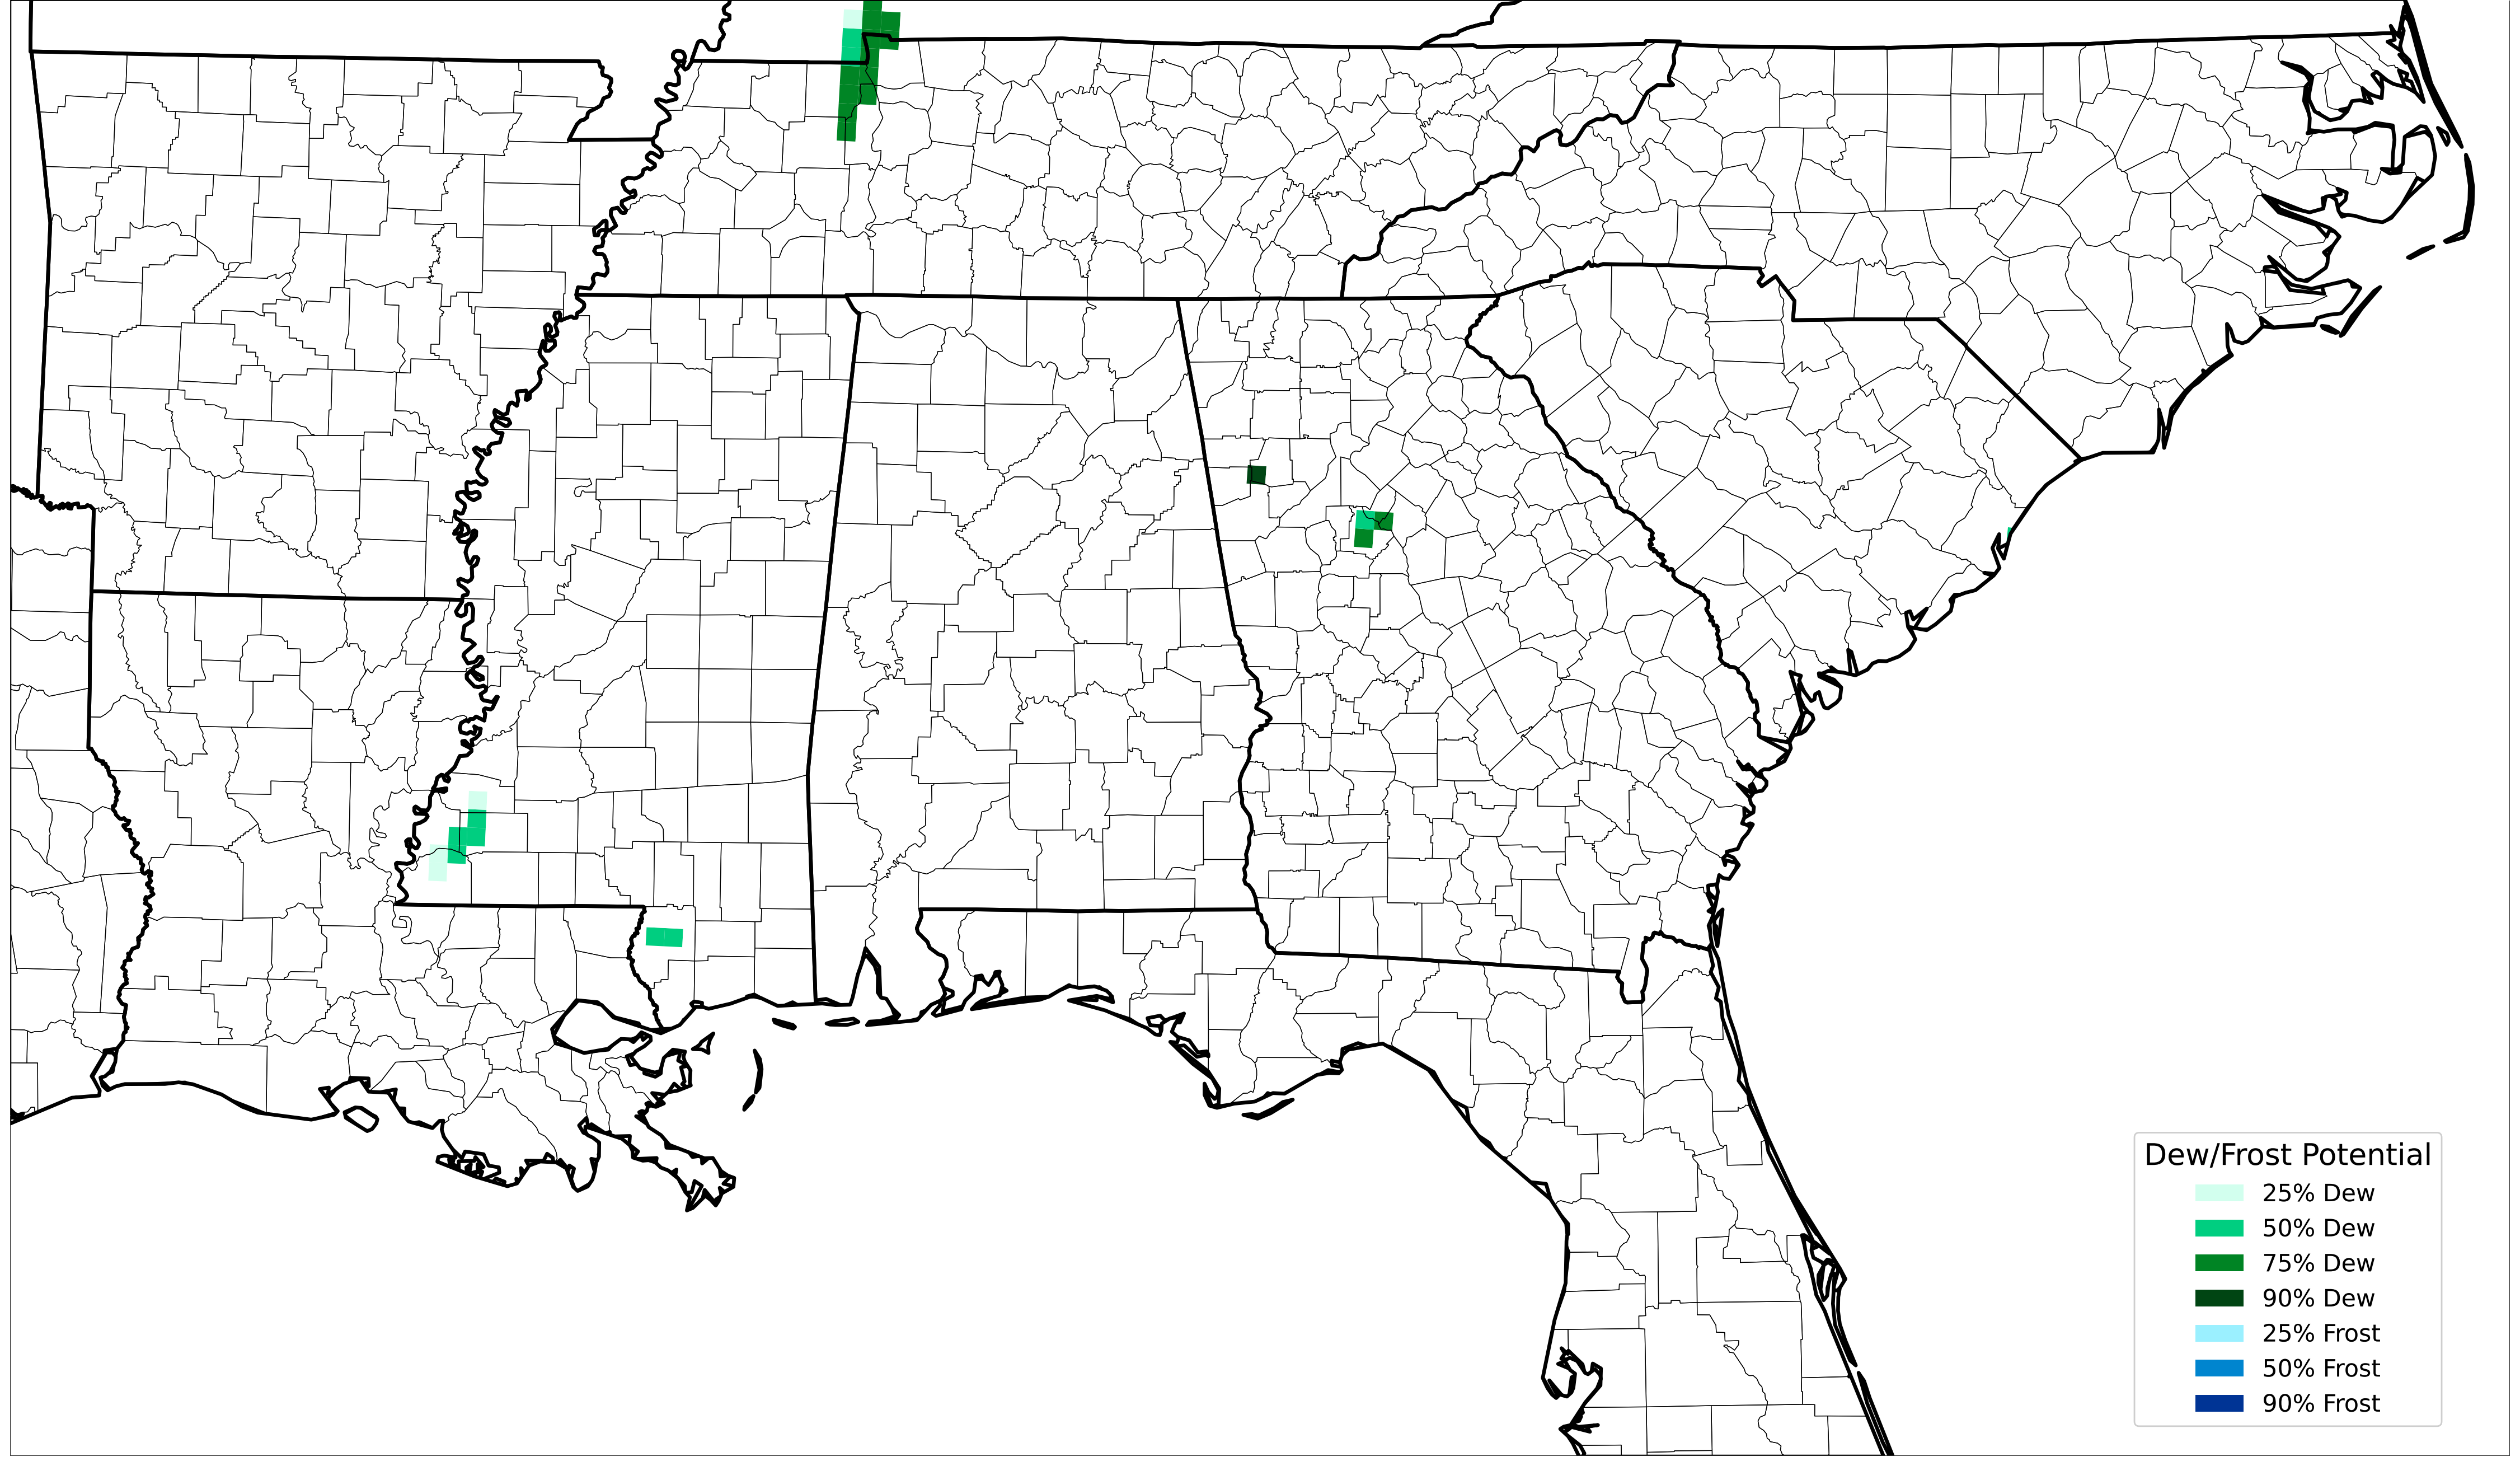 Dew/Frost Potential
25% Dew
50% Dew
75% Dew
90% Dew
25% Frost
50% Frost
90% Frost